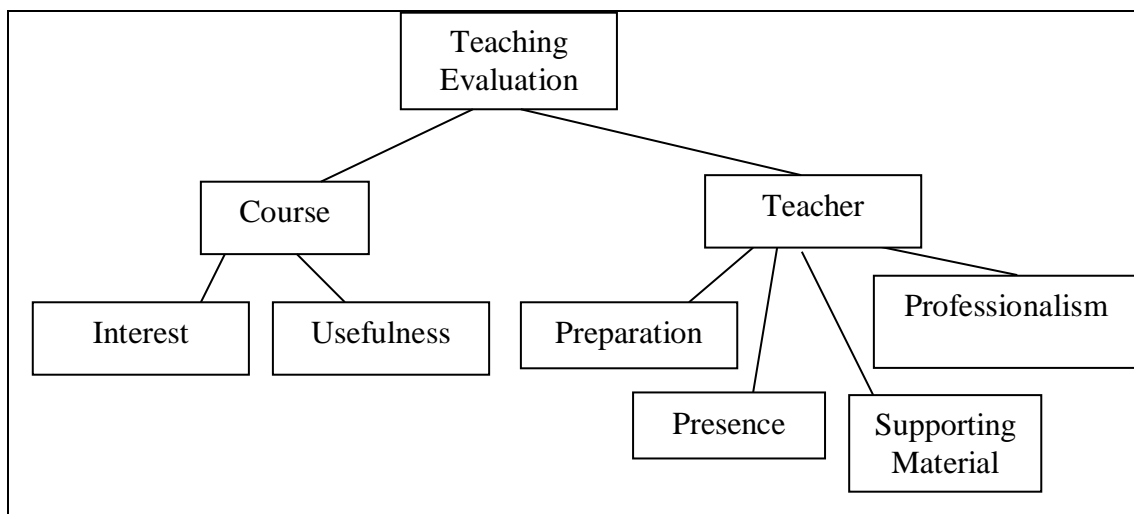 Teaching
Evaluation
Course
Teacher
Interest
Usefulness
Preparation
Professionalism
Presence
Supporting
Material